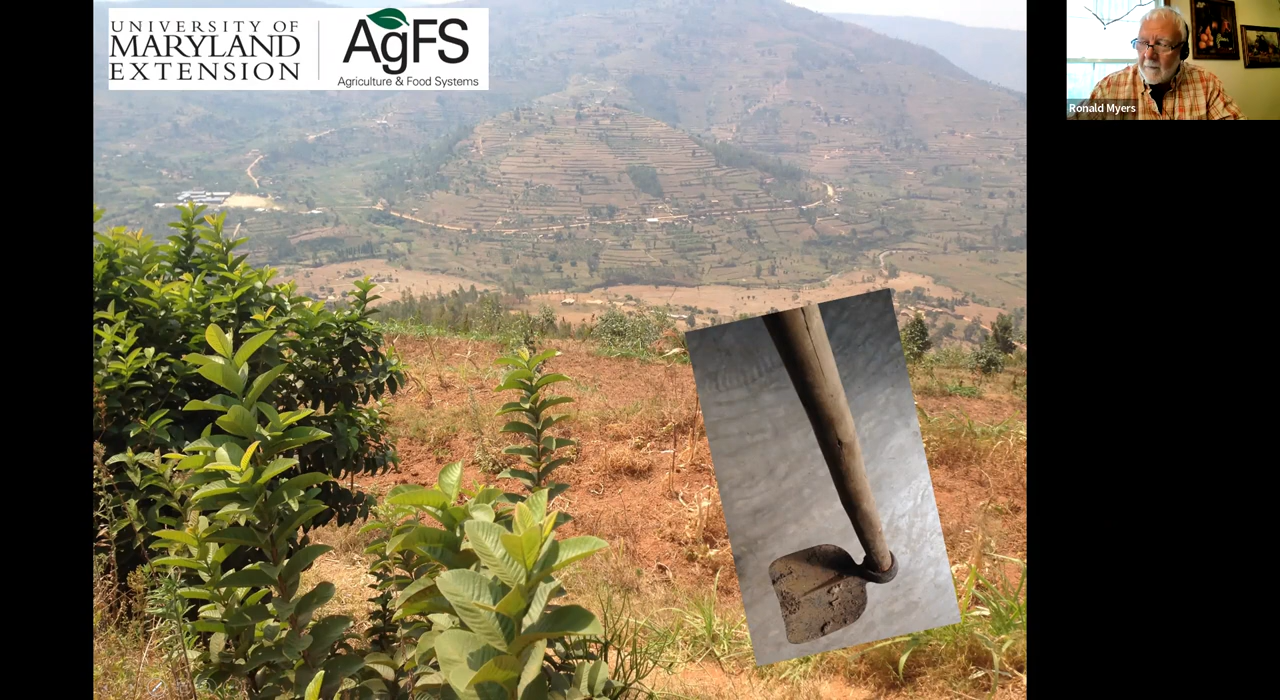 UNIVERSITY OF
MARYLAND
EXTENSION
AgFS
Agriculture & Food Systems
Ronald Myers